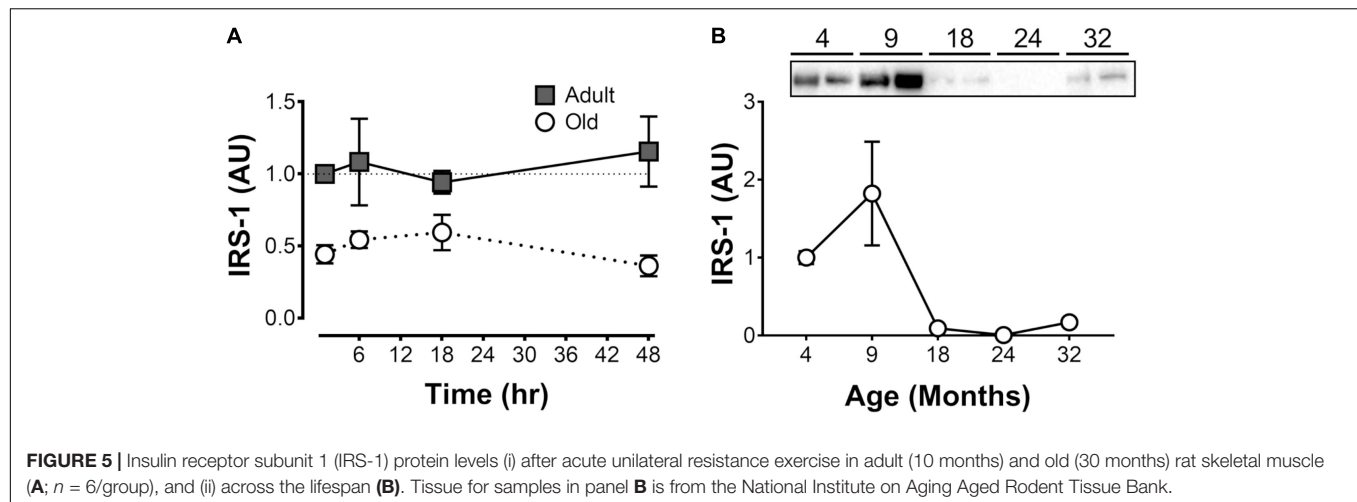 A
Adult
Old
1.5
1.0
0.5
0.0
IRS-1 (AU)
6 12 18 24 30 36 42 48
Time (hr)
B
4 9 18 24 32
3
2
1
0
IRS-1 (AU)
4 9 18 24 32
Age (Months)
FIGURE 5 | Insulin receptor subunit 1 (IRS-1) protein levels (i) after acute unilateral resistance exercise in adult (10 months) and old (30 months) rat skeletal muscle
(A; n = 6/group), and (ii) across the lifespan (B). Tissue for samples in panel B is from the National Institute on Aging Aged Rodent Tissue Bank.